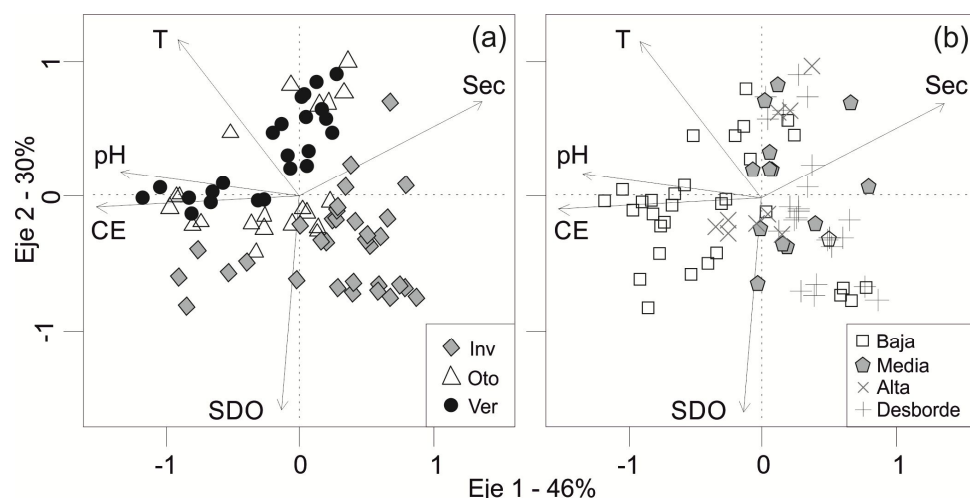 (a)
T
Sec
pH
CE
SDO
Inv
Oto
Ver
1
0
-1
Eje 2 - 30%
-1
0
1
(b)
T
Sec
pH
CE
SDO
Baja
Media
Alta
Desborde
-1
0
1
Eje 1 - 46%